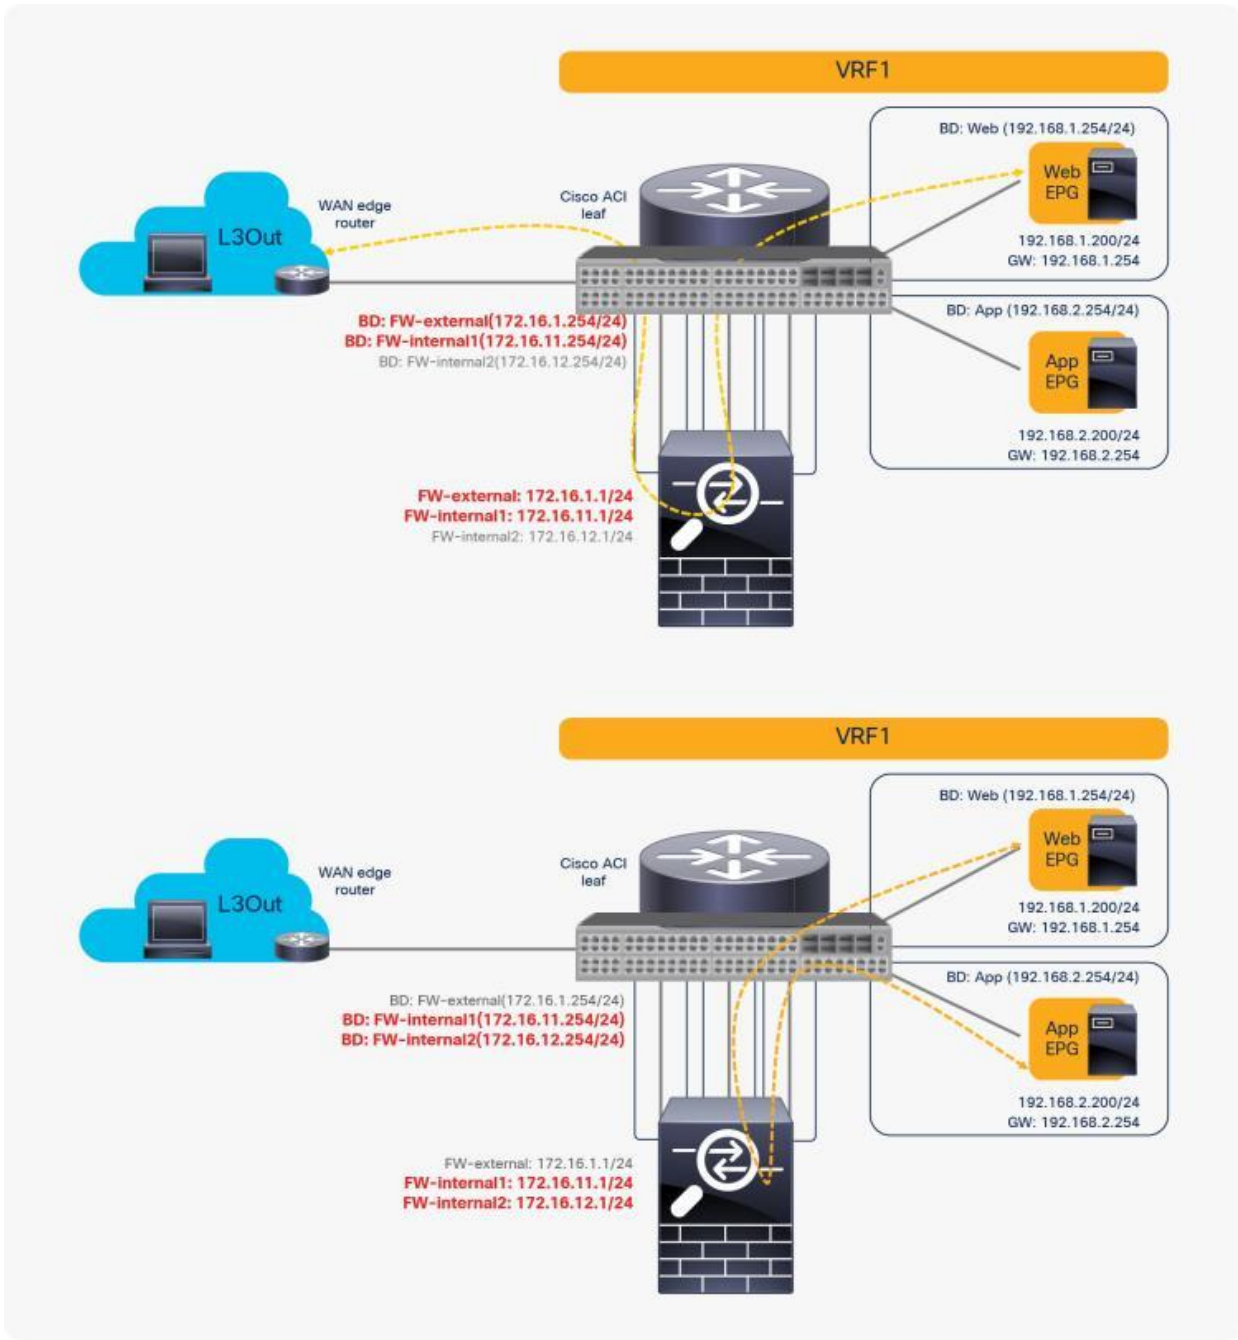 VRF1
BD: Web (192.168.1.254/24)
Web
EPG
192.168.1.200/24
GW: 192.168.1.254
WAN edge
router
L3Out
Cisco ACI
leaf
BD: FW-external(172.16.1.254/24)
BD: FW-internal1(172.16.11.254/24)
BD: FW-internal2(172.16.12.254/24)
BD: App (192.168.2.254/24)
App
EPG
192.168.2.200/24
GW: 192.168.2.254
FW-external: 172.16.1.1/24
FW-internal1: 172.16.11.1/24
FW-internal2: 172.16.12.1/24
VRF1
BD: Web (192.168.1.254/24)
Web
EPG
192.168.1.200/24
GW: 192.168.1.254
WAN edge
router
L3Out
Cisco ACI
leaf
BD: FW-external(172.16.1.254/24)
BD: FW-internal1(172.16.11.254/24)
BD: FW-internal2(172.16.12.254/24)
BD: App (192.168.2.254/24)
App
EPG
192.168.2.200/24
GW: 192.168.2.254
FW-external: 172.16.1.1/24
FW-internal1: 172.16.11.1/24
FW-internal2: 172.16.12.1/24